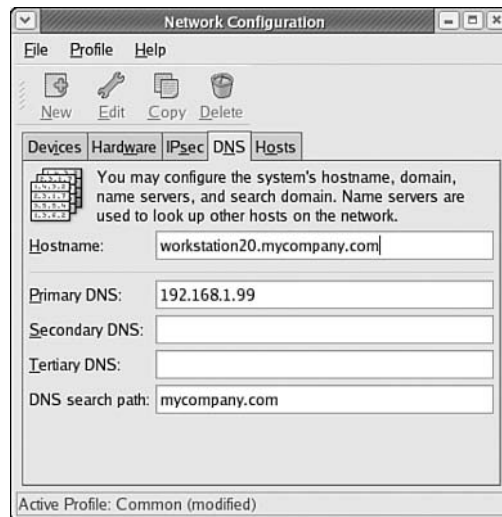 Network Configuration
File Profile Help
New Edit Copy Delete
Devices Hardware IPsec DNS Hosts
You may configure the system's hostname, domain,
name servers, and search domain. Name servers are
used to look up other hosts on the network.
Hostname: workstation20.mycompany.com
Primary DNS: 192.168.1.99
Secondary DNS:
Tertiary DNS:
DNS search path: mycompany.com
Active Profile: Common (modified)